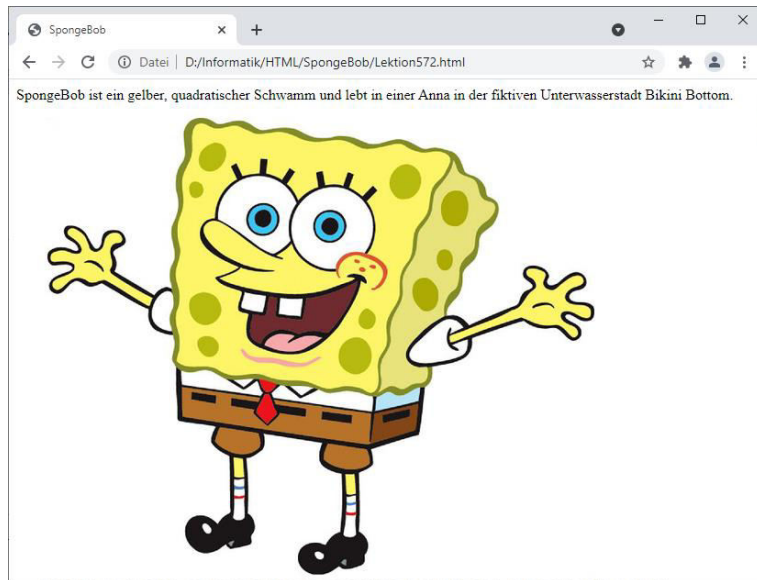 SpongeBob
Datei D:/Informatik/HTML/SpongeBob/Lektion572.html
SpongeBob ist ein gelber, quadratischer Schwamm und lebt in einer Anna in der fiktiven Unterwasserstadt Bikini Bottom.